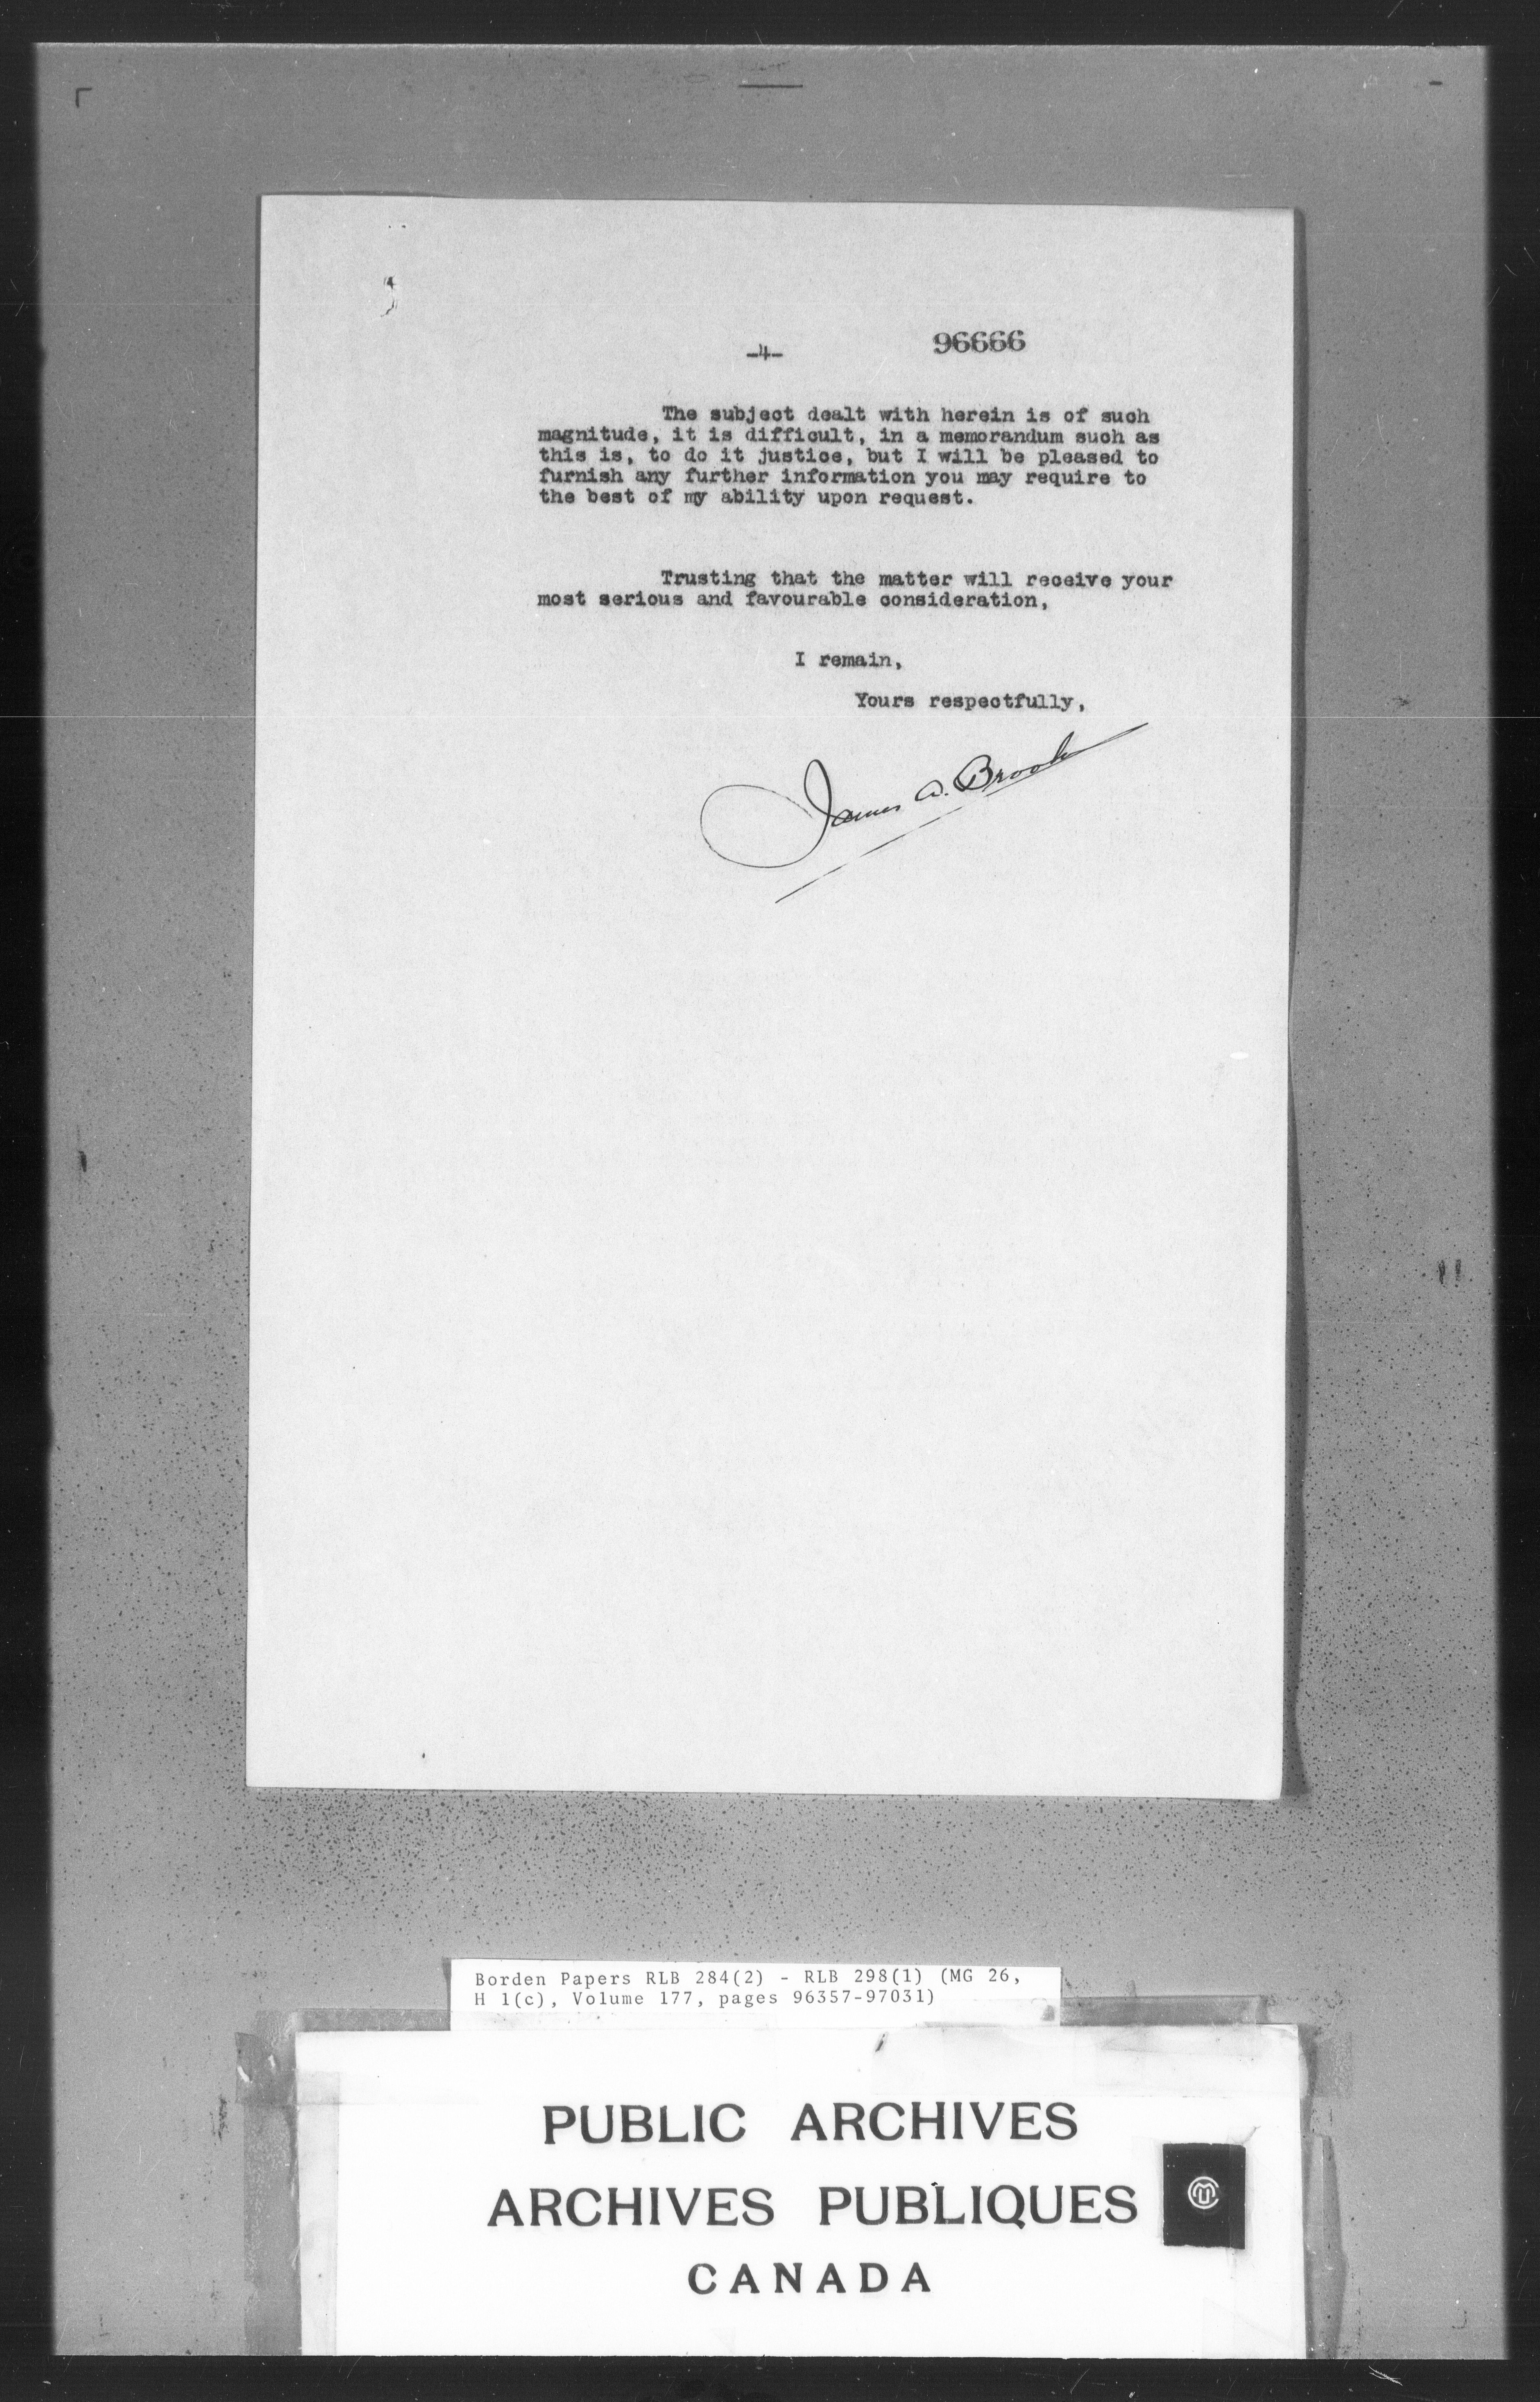 -4-
96666
The subject dealt with herein is of such
magnitude, it is difficult, in a memorandum such as
this is, to do it justice, but I will be pleased to
furnish any further information you may require to
the best of my ability upon request.
Trusting that the matter will receive your
most serious and favourable consideration,
I remain,
Yours respectfully,
James A. Brook
Borden Papers RLB 284(2) - RLB 298(1) (MG 26,
H 1(c), Volume 177, pages 96357-97031)
PUBLIC ARCHIVES
ARCHIVES PUBLIQUES
CANADA